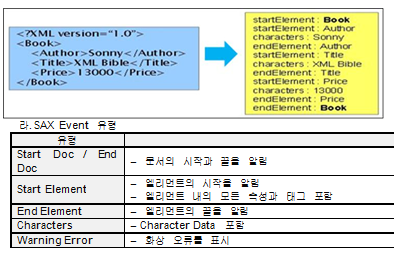 <?XML version="1.0"?>
<Book>
<Author>Sonny</Author>
<Title>XML Bible</Title>
<Price>13000</Price>
</Book>
startElement : Book
startElement : Author
characters : Sonny
endElement : Author
startElement : Title
characters : XML Bible
endElement : Title
startElement : Price
characters : 13000
endElement : Price
endElement : Book
라. SAX Event 유형
유형
Start Doc / End Doc
– 문서의 시작과 끝을 알림
Start Element
– 엘리먼트의 시작을 알림
– 엘리먼트 내의 모든 속성과 태그 포함
End Element
– 엘리먼트의 끝을 알림
Characters
– Character Data 포함
Warning Error
– 화상 오류를 표시